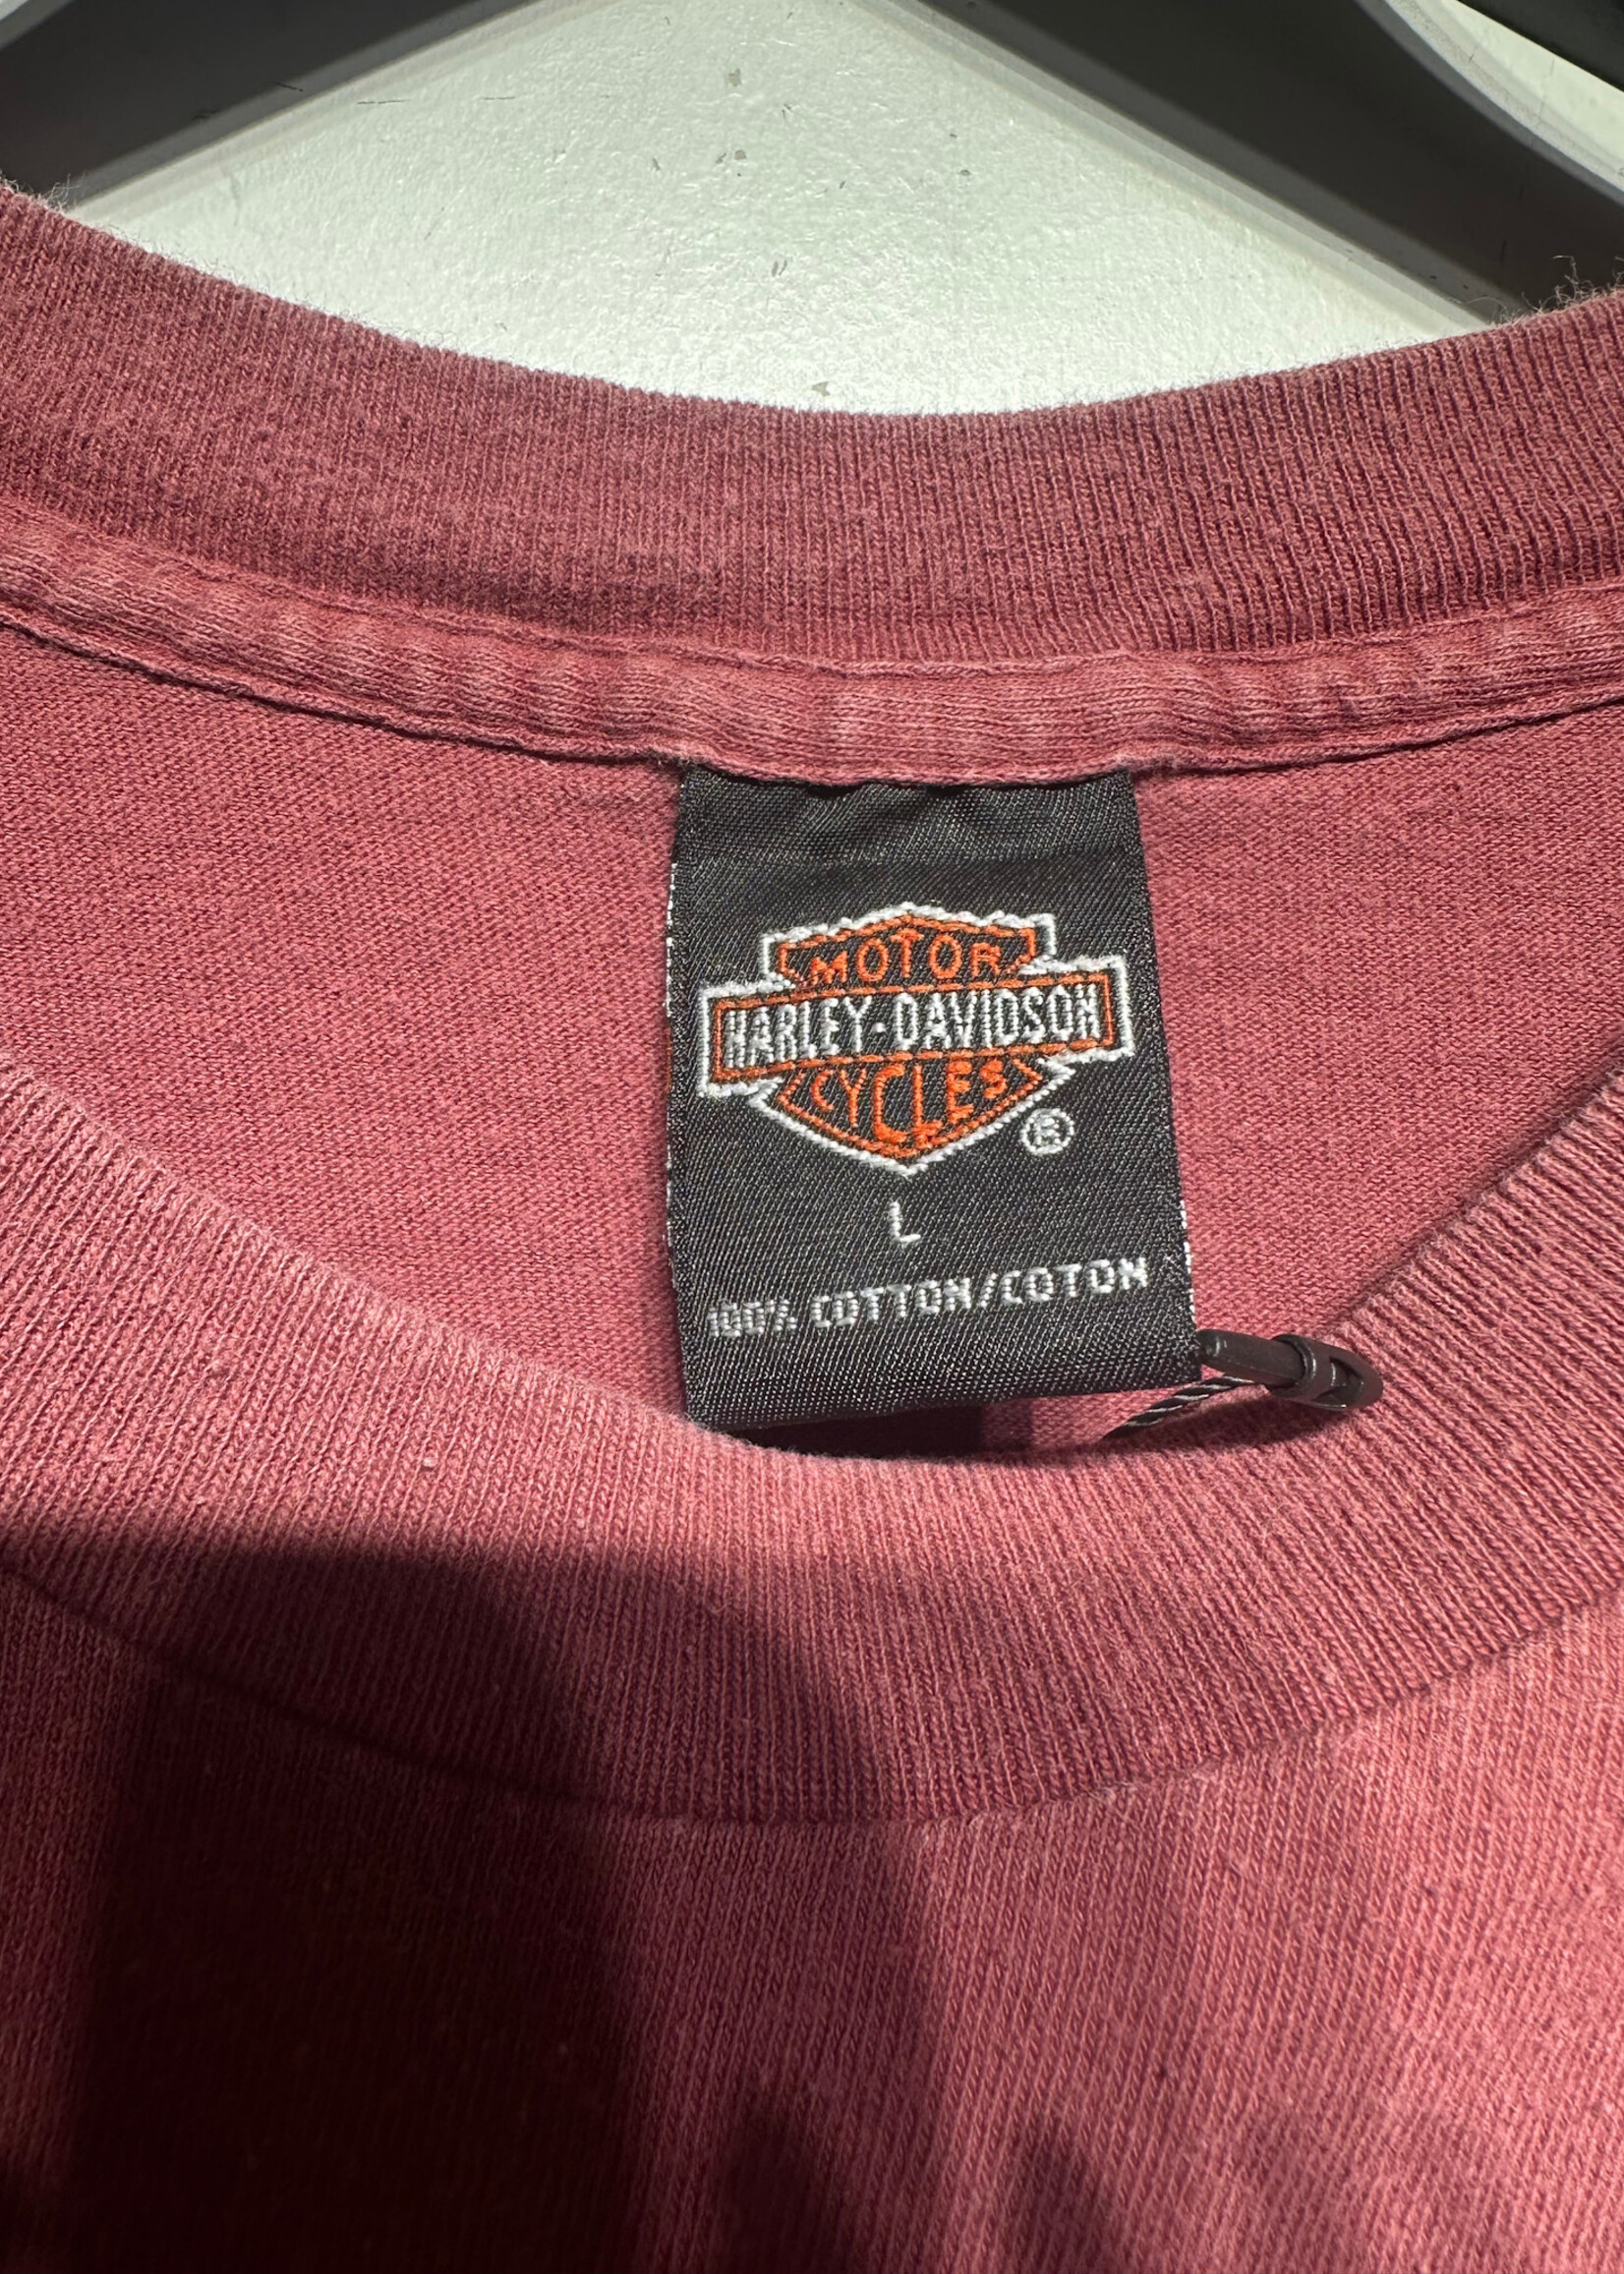 MOTOR
HARLEY-DAVIDSON
CYCLES
®
L
100% COTTON/COTON